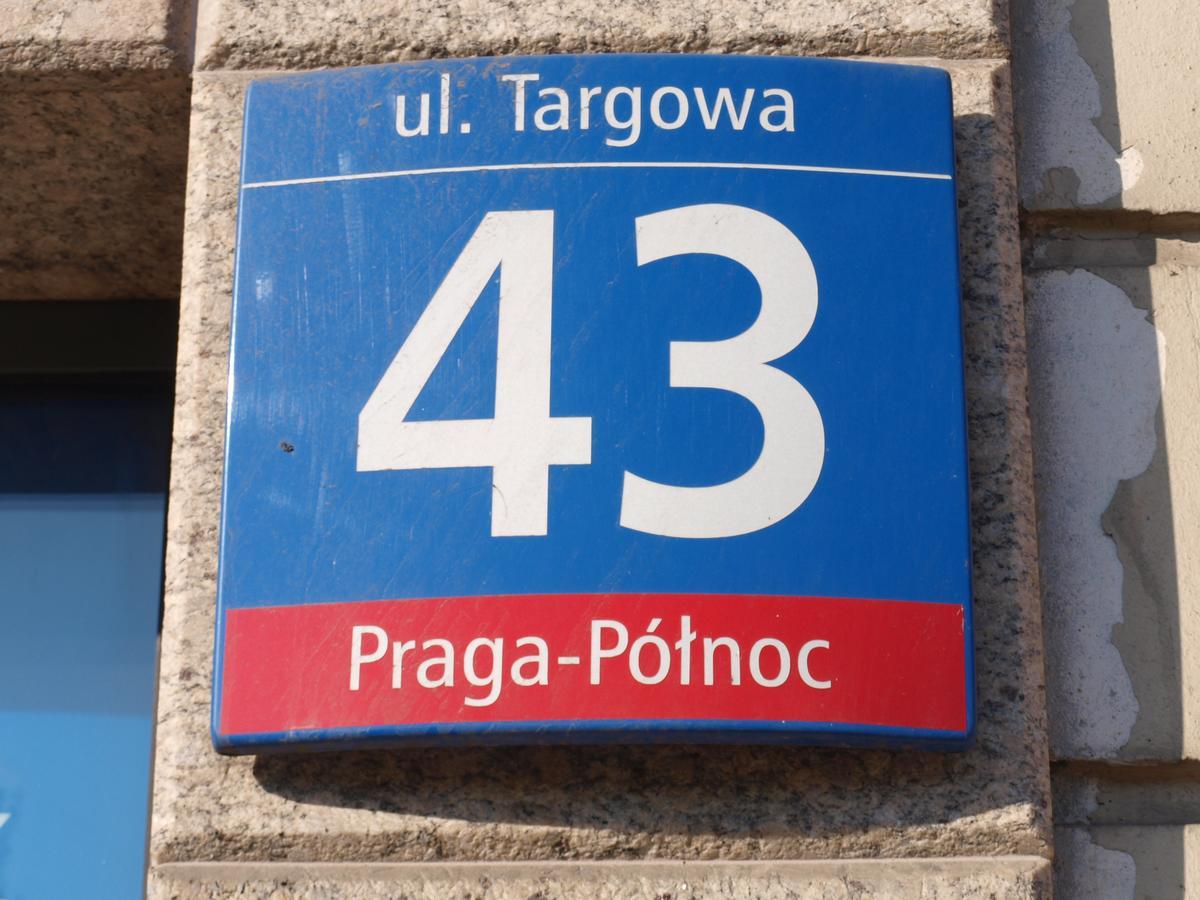 ul. Targowa
43
Praga-Północ